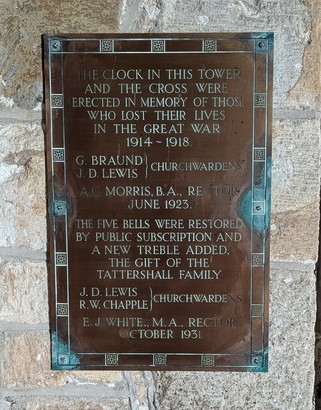 THE CLOCK IN THIS TOWER
AND THE CROSS WERE
ERECTED IN MEMORY OF THOSE
WHO LOST THEIR LIVES
IN THE GREAT WAR
1914 ~ 1918.
G. BRAUND
J. D. LEWIS } CHURCHWARDENS
A. C. MORRIS, B.A., RECTOR
JUNE 1923.
THE FIVE BELLS WERE RESTORED
BY PUBLIC SUBSCRIPTION AND
A NEW TREBLE ADDED,
THE GIFT OF THE
TATTERSHALL FAMILY
J. D. LEWIS
R. W. CHAPPLE } CHURCHWARDENS
E. J. WHITE., M.A., RECTOR
OCTOBER 1931.